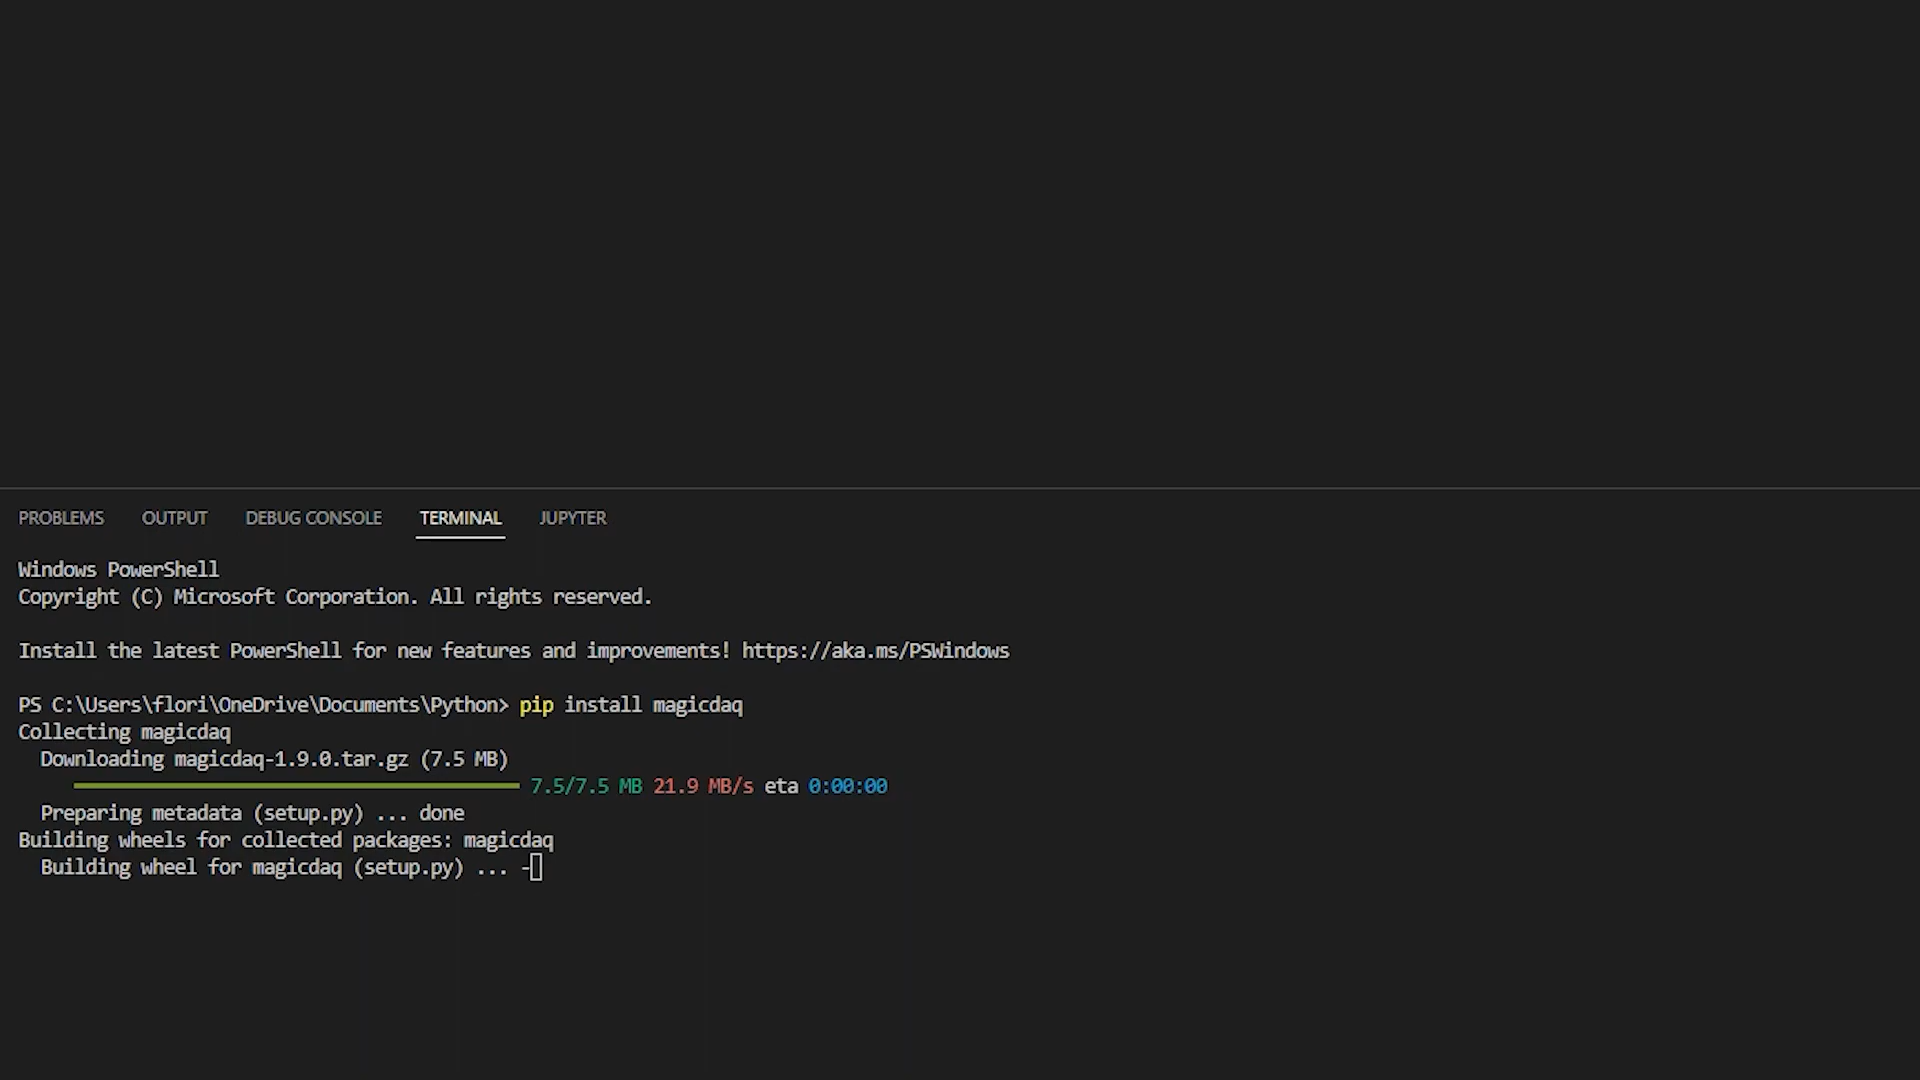 PROBLEMS OUTPUT DEBUG CONSOLE TERMINAL JUPYTER
Windows PowerShell
Copyright (C) Microsoft Corporation. All rights reserved.
Install the latest PowerShell for new features and improvements! https://aka.ms/PSWindows
PS C:\Users\flori\OneDrive\Documents\Python> pip install magicdaq
Collecting magicdaq
Downloading magicdaq-1.9.0.tar.gz (7.5 MB)
7.5/7.5 MB 21.9 MB/s eta 0:00:00
Preparing metadata (setup.py) ... done
Building wheels for collected packages: magicdaq
Building wheel for magicdaq (setup.py) ... -